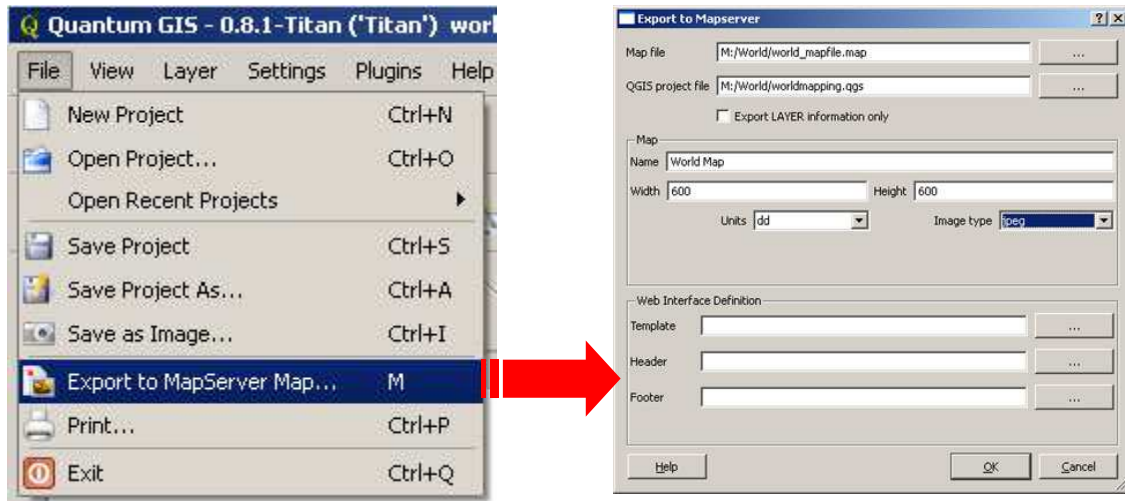 Quantum GIS - 0.8.1-Titan ('Titan') worl
File View Layer Settings Plugins Help
New Project Ctrl+N
Open Project... Ctrl+O
Open Recent Projects
Save Project Ctrl+S
Save Project As... Ctrl+A
Save as Image... Ctrl+I
Export to MapServer Map... M
Print... Ctrl+P
Exit Ctrl+Q
Export to Mapserver
Map file M:/World/world_mapfile.map ...
QGIS project file M:/World/worldmapping.qgs ...
Export LAYER information only
Map
Name World Map
Width 600 Height 600
Units dd Image type jpeg
Web Interface Definition
Template ...
Header ...
Footer ...
Help OK Cancel